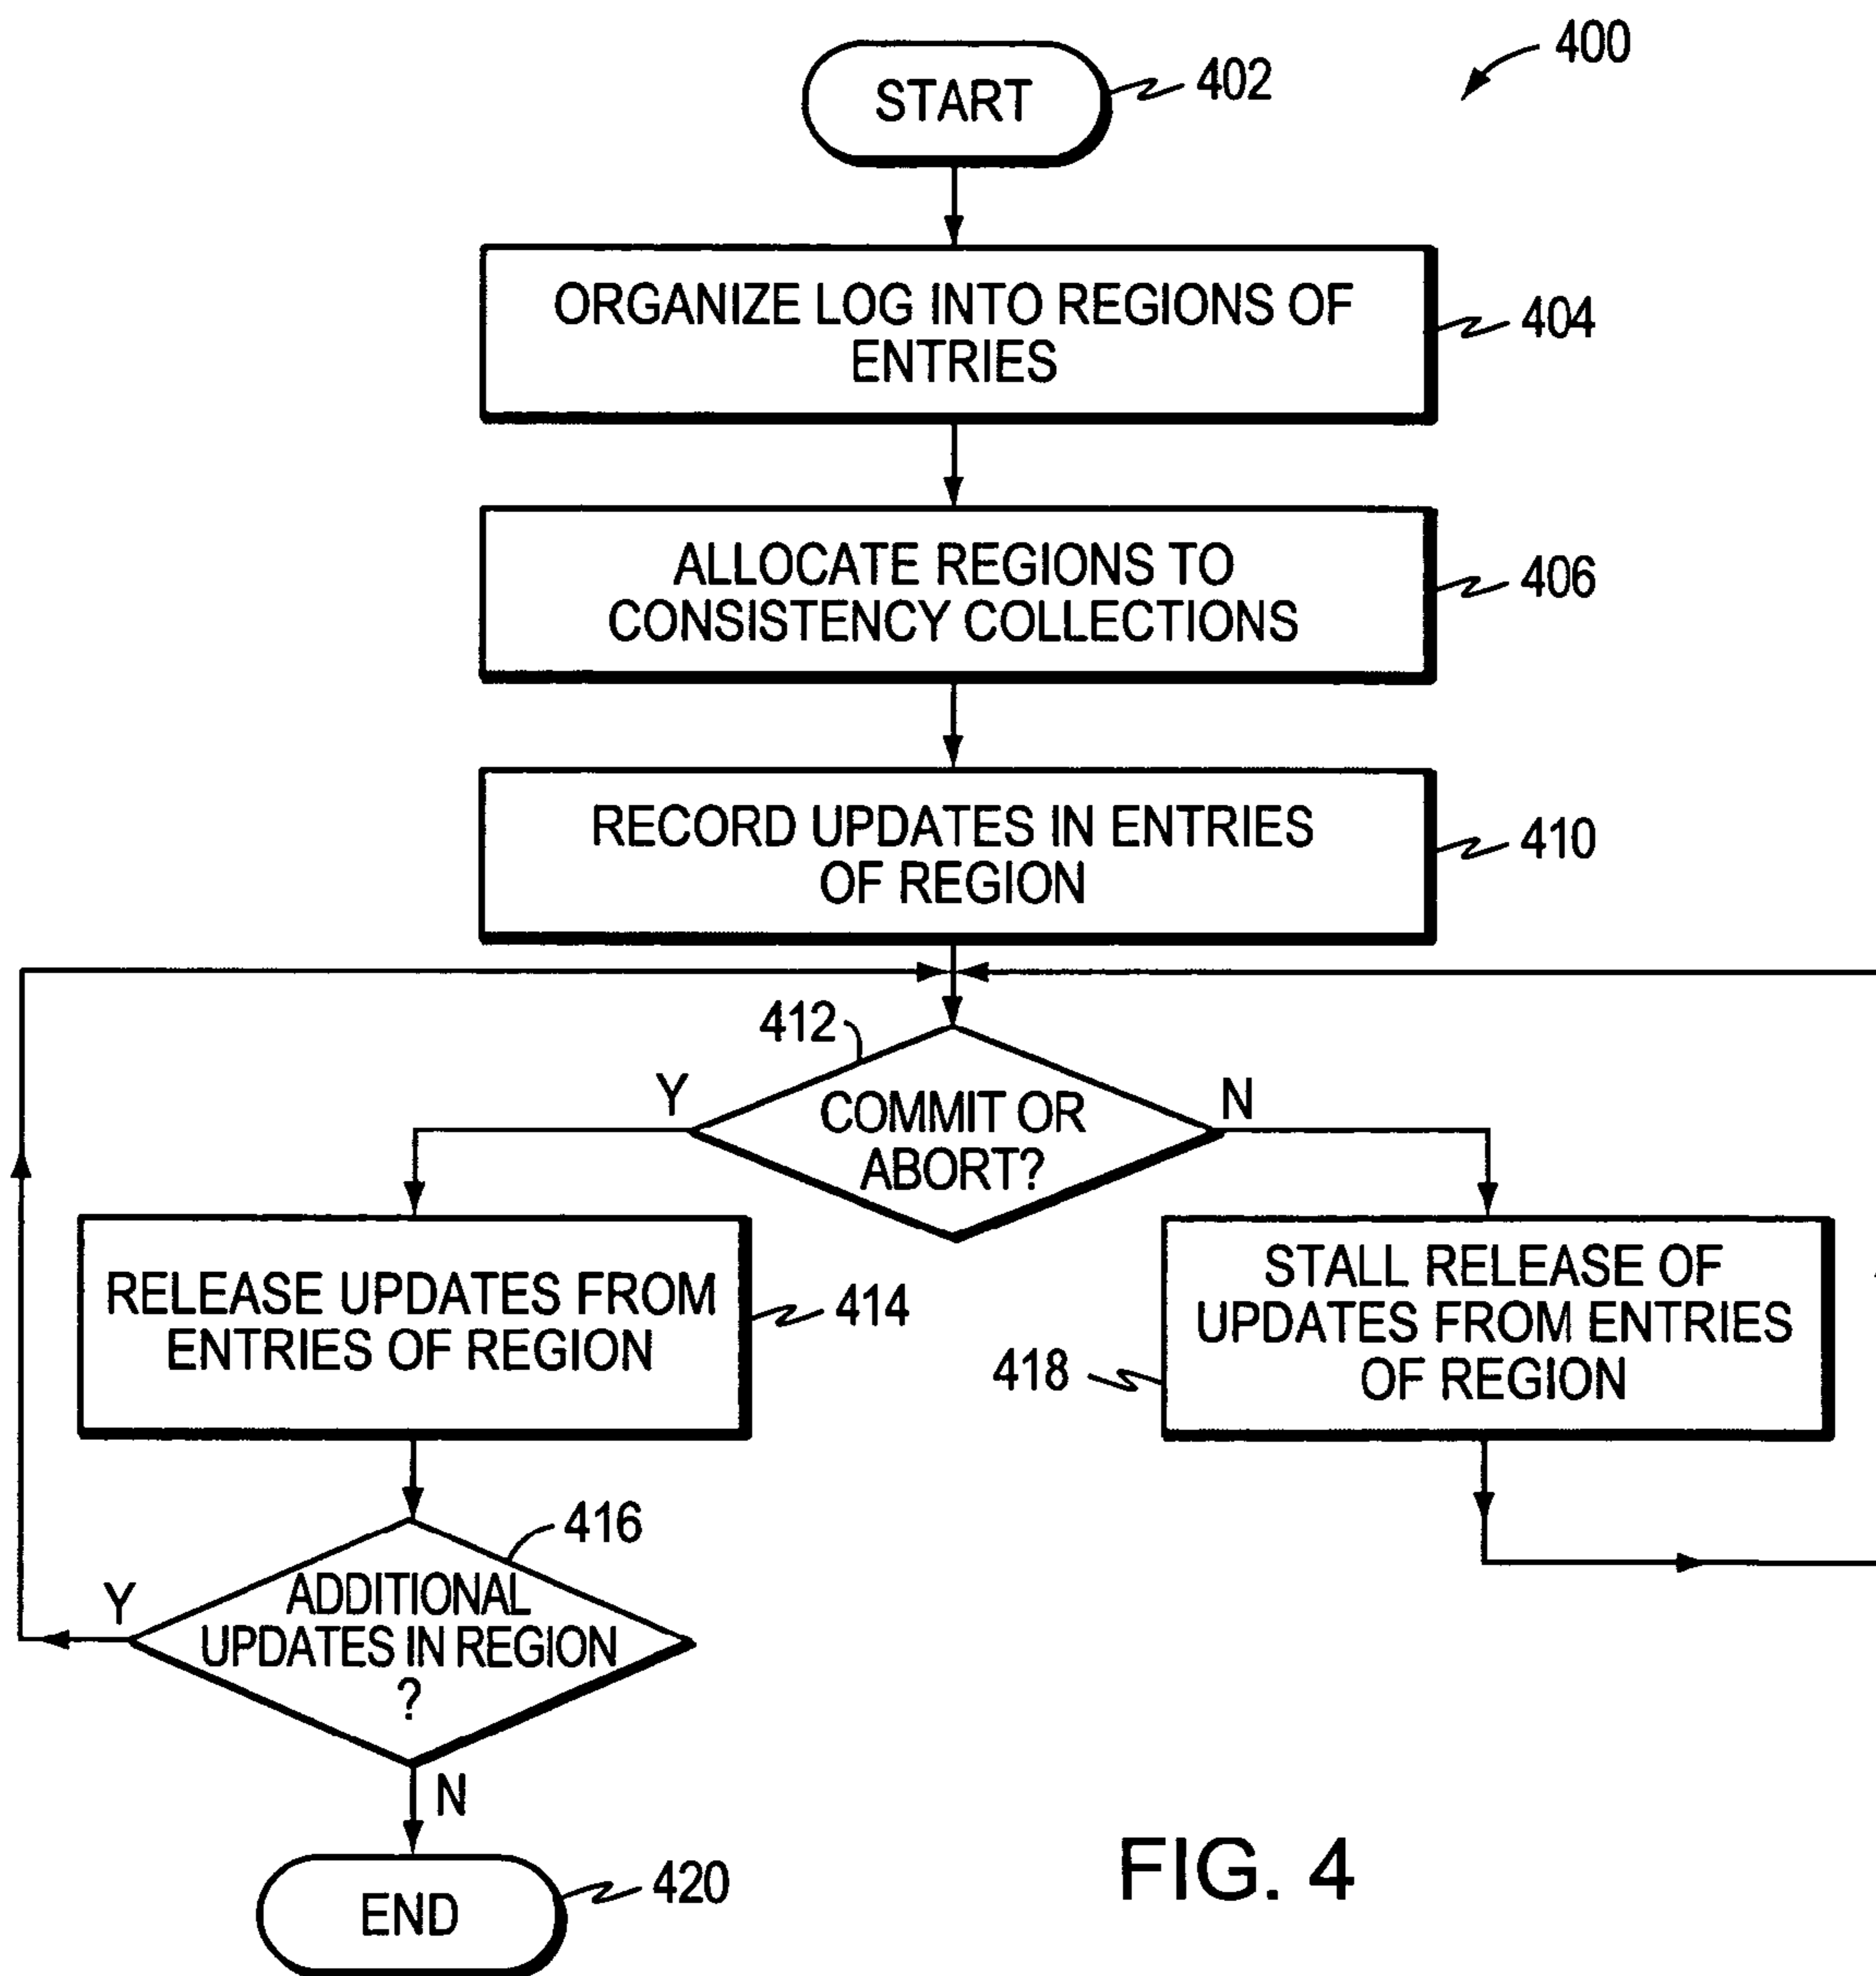 400
START
402
ORGANIZE LOG INTO REGIONS OF
ENTRIES
404
ALLOCATE REGIONS TO
CONSISTENCY COLLECTIONS
406
RECORD UPDATES IN ENTRIES
OF REGION
410
412
Y
COMMIT OR
ABORT?
N
RELEASE UPDATES FROM
ENTRIES OF REGION
414
STALL RELEASE OF
UPDATES FROM ENTRIES
OF REGION
418
416
Y
ADDITIONAL
UPDATES IN REGION
?
N
END
420
FIG. 4